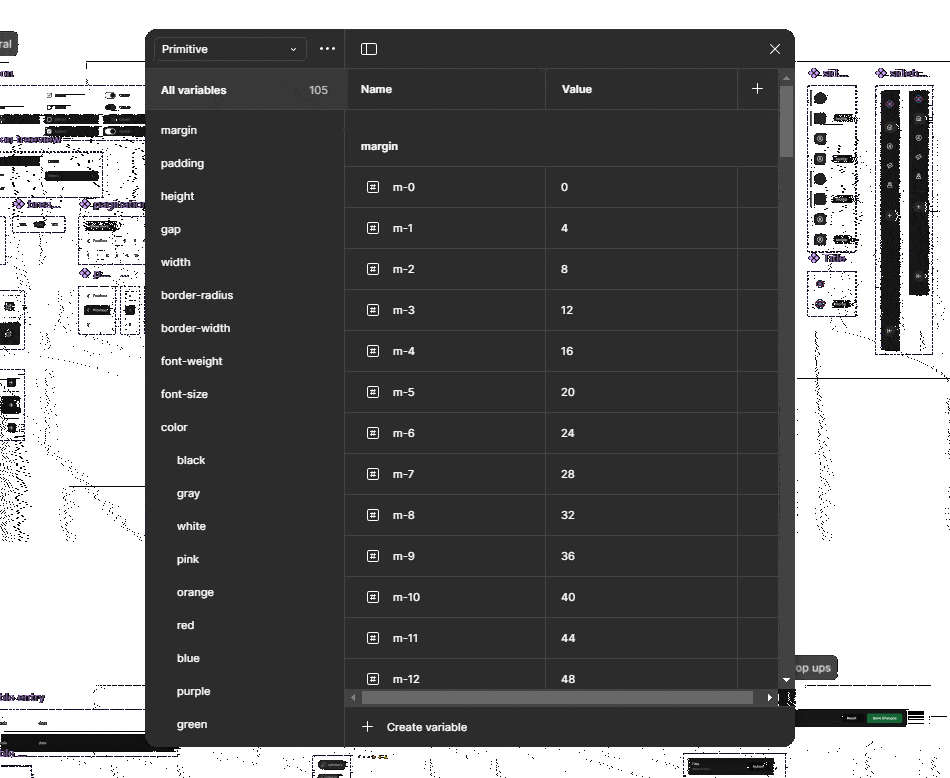 ral
Primitive
All variables 105
margin
padding
height
gap
width
border-radius
border-width
font-weight
font-size
color
black
gray
white
pink
orange
red
blue
purple
green
Name Value
margin
m-0 0
m-1 4
m-2 8
m-3 12
m-4 16
m-5 20
m-6 24
m-7 28
m-8 32
m-9 36
m-10 40
m-11 44
m-12 48
Create variable
op ups
Reset Save Changes